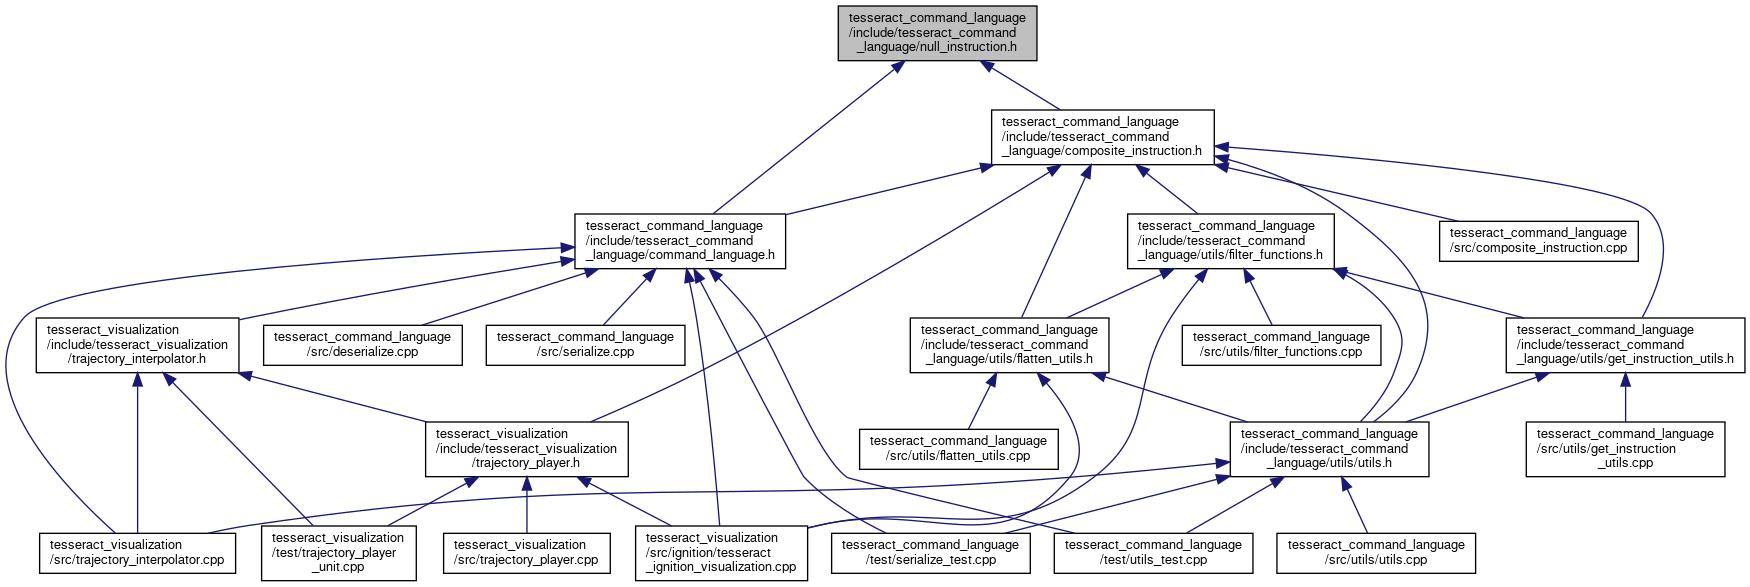 tesseract_command_language
/include/tesseract_command
_language/null_instruction.h
tesseract_command_language
/include/tesseract_command
_language/composite_instruction.h
tesseract_command_language
/include/tesseract_command
_language/command_language.h
tesseract_command_language
/include/tesseract_command
_language/utils/filter_functions.h
tesseract_command_language
/src/composite_instruction.cpp
tesseract_visualization
/include/tesseract_visualization
/trajectory_interpolator.h
tesseract_command_language
/src/deserialize.cpp
tesseract_command_language
/src/serialize.cpp
tesseract_command_language
/include/tesseract_command
_language/utils/flatten_utils.h
tesseract_command_language
/src/utils/filter_functions.cpp
tesseract_command_language
/include/tesseract_command
_language/utils/get_instruction_utils.h
tesseract_visualization
/include/tesseract_visualization
/trajectory_player.h
tesseract_command_language
/src/utils/flatten_utils.cpp
tesseract_command_language
/include/tesseract_command
_language/utils/utils.h
tesseract_command_language
/src/utils/get_instruction
_utils.cpp
tesseract_visualization
/src/trajectory_interpolator.cpp
tesseract_visualization
/test/trajectory_player
_unit.cpp
tesseract_visualization
/src/trajectory_player.cpp
tesseract_visualization
/src/ignition/tesseract
_ignition_visualization.cpp
tesseract_command_language
/test/serialize_test.cpp
tesseract_command_language
/test/utils_test.cpp
tesseract_command_language
/src/utils/utils.cpp